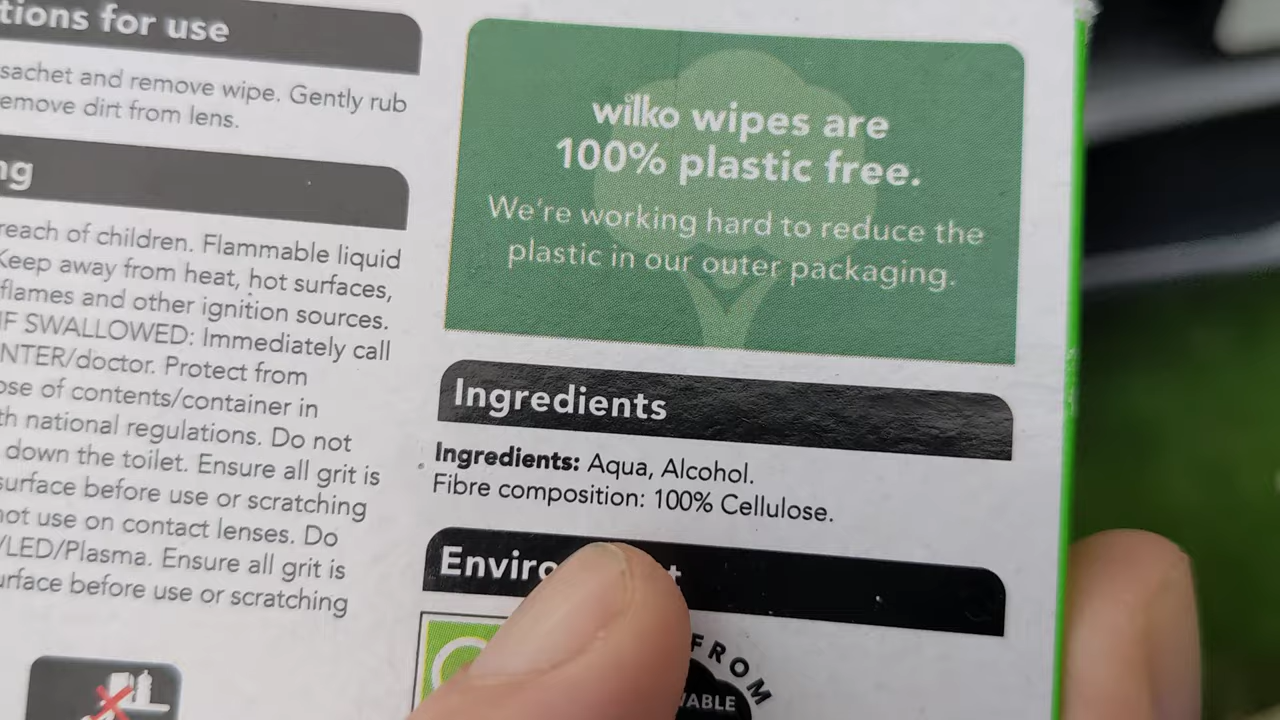 tions for use
sachet and remove wipe. Gently rub
emove dirt from lens.
ng
reach of children. Flammable liquid
Keep away from heat, hot surfaces,
flames and other ignition sources.
IF SWALLOWED: Immediately call
NTER/doctor. Protect from
ose of contents/container in
th national regulations. Do not
down the toilet. Ensure all grit is
surface before use or scratching
not use on contact lenses. Do
/LED/Plasma. Ensure all grit is
urface before use or scratching
wilko wipes are
100% plastic free.
We're working hard to reduce the
plastic in our outer packaging.
Ingredients
Ingredients: Aqua, Alcohol.
Fibre composition: 100% Cellulose.
Enviro t
FROM
VABLE